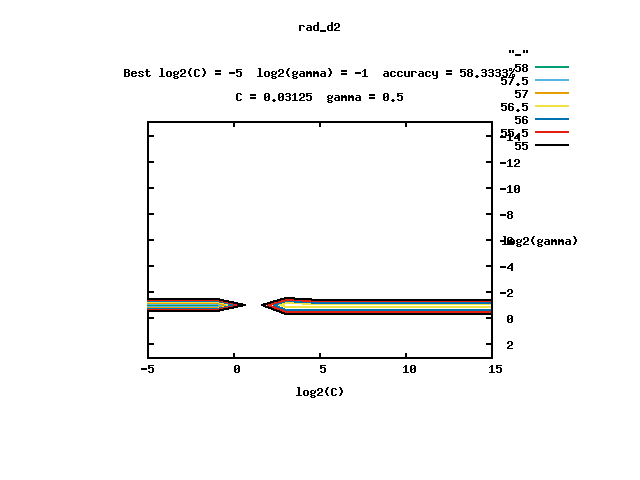 rad_d2
"-"
Best log2(C) = -5  log2(gamma) = -1  accuracy = 58.3333%
58
57.5
C = 0.03125  gamma = 0.5
57
56.5
56
55.5
-14
55
-12
-10
-8
-6
log2(gamma)
-4
-2
0
2
-5 0 5 10 15
log2(C)